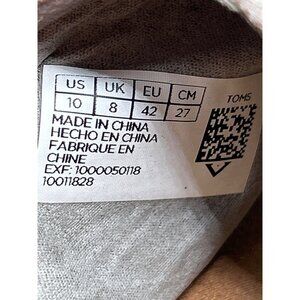 US UK EU CM
10 8 42 27
TOMS
MADE IN CHINA
HECHO EN CHINA
FABRIQUE EN
CHINE
EXF: 1000050118
10011828